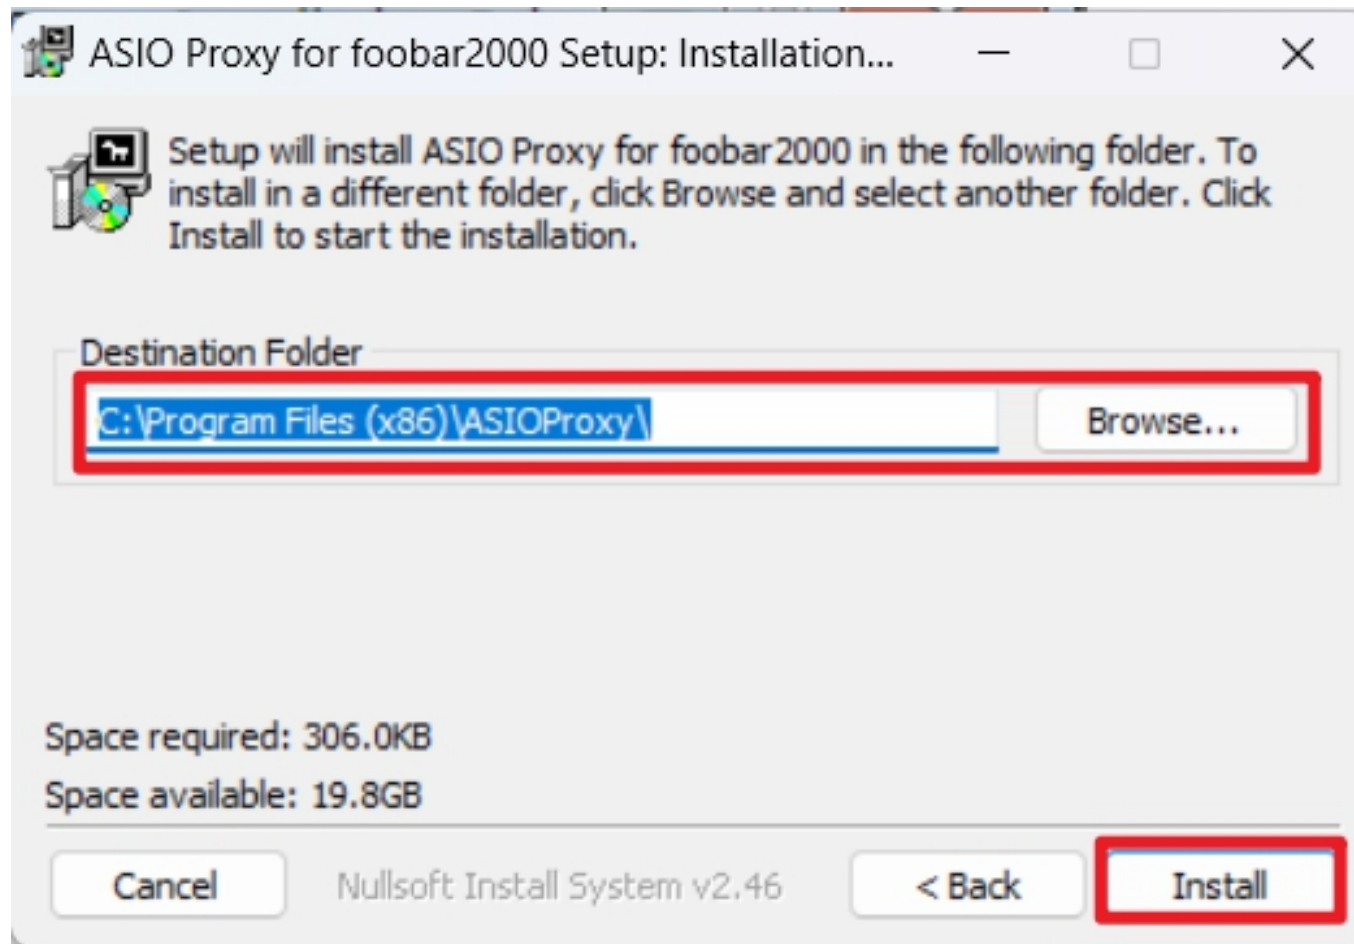 ASIO Proxy for foobar2000 Setup: Installation...
Setup will install ASIO Proxy for foobar2000 in the following folder. To
install in a different folder, click Browse and select another folder. Click
Install to start the installation.
Destination Folder
C:\Program Files (x86)\ASIOProxy\
Browse...
Space required: 306.0KB
Space available: 19.8GB
Cancel
Nullsoft Install System v2.46
< Back
Install